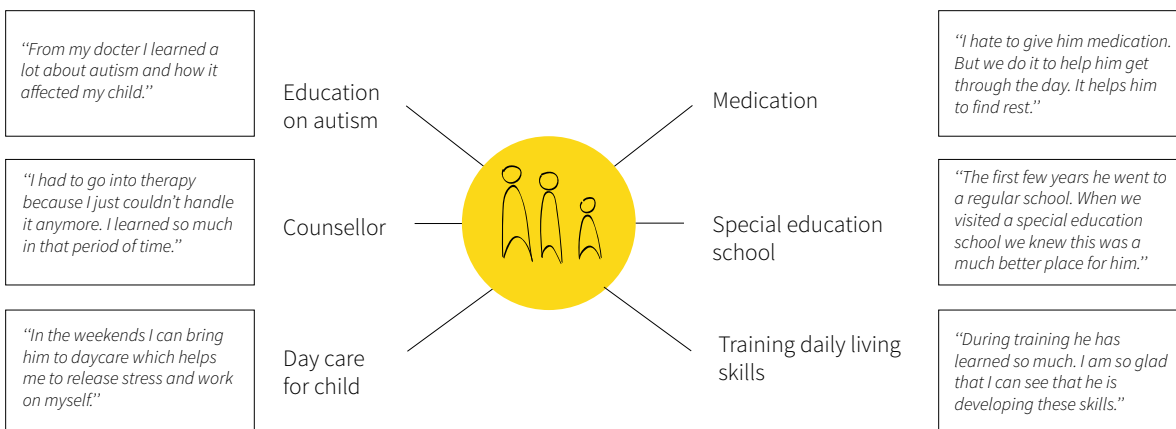 “From my docter I learned a
lot about autism and how it
affected my child.”
Education
on autism
“I had to go into therapy
because I just couldn’t handle
it anymore. I learned so much
in that period of time.”
Counsellor
“In the weekends I can bring
him to daycare which helps
me to release stress and work
on myself.”
Day care
for child
Medication
“I hate to give him medication.
But we do it to help him get
through the day. It helps him
to find rest.”
Special education
school
“The first few years he went to
a regular school. When we
visited a special education
school we knew this was a
much better place for him.”
Training daily living
skills
“During training he has
learned so much. I am so glad
that I can see that he is
developing these skills.”